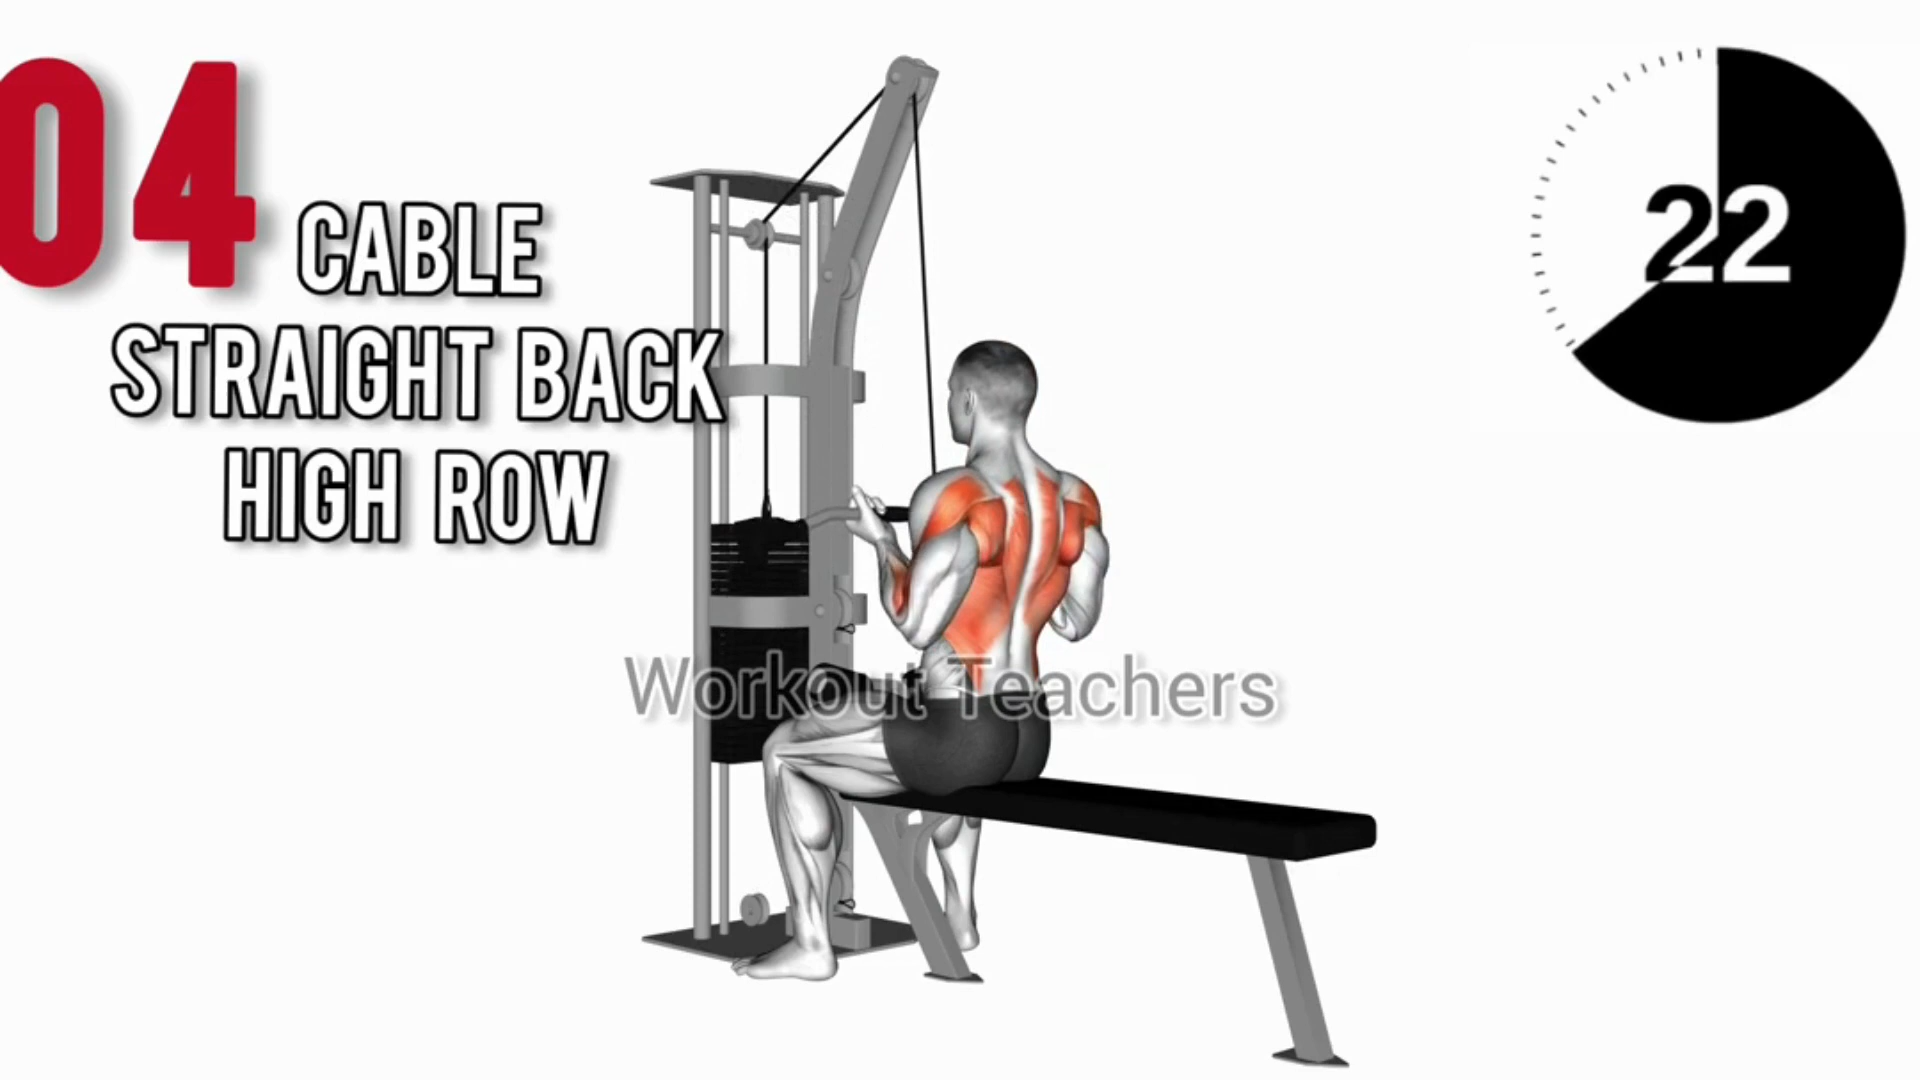 04
CABLE
STRAIGHT BACK
HIGH ROW
22
Workout Teachers